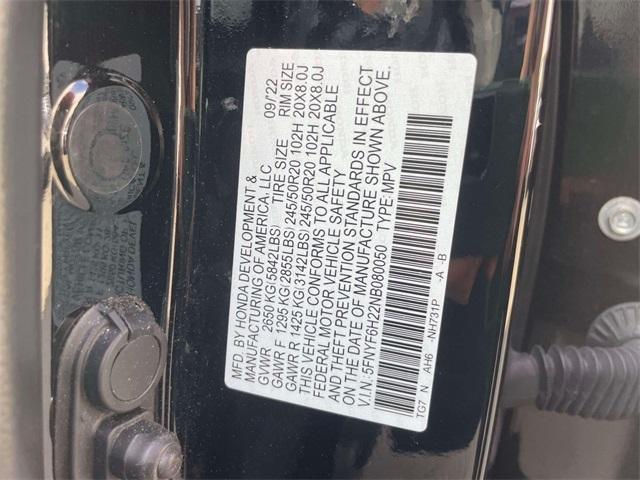 MFD. BY HONDA DEVELOPMENT &
MANUFACTURING OF AMERICA, LLC 09/22
GVWR 2650 KG(5842LBS) TIRE SIZE RIM SIZE
GAWR F 1295 KG(2855LBS) 245/50R20 102H 20X8.0J
GAWR R 1425 KG(3142LBS) 245/50R20 102H 20X8.0J
THIS VEHICLE CONFORMS TO ALL APPLICABLE
FEDERAL MOTOR VEHICLE SAFETY
AND THEFT PREVENTION STANDARDS IN EFFECT
ON THE DATE OF MANUFACTURE SHOWN ABOVE.
V.I.N. :5FNYF6H22NB080050 TYPE:MPV
TG7 N AH6 -NH731P -A -B